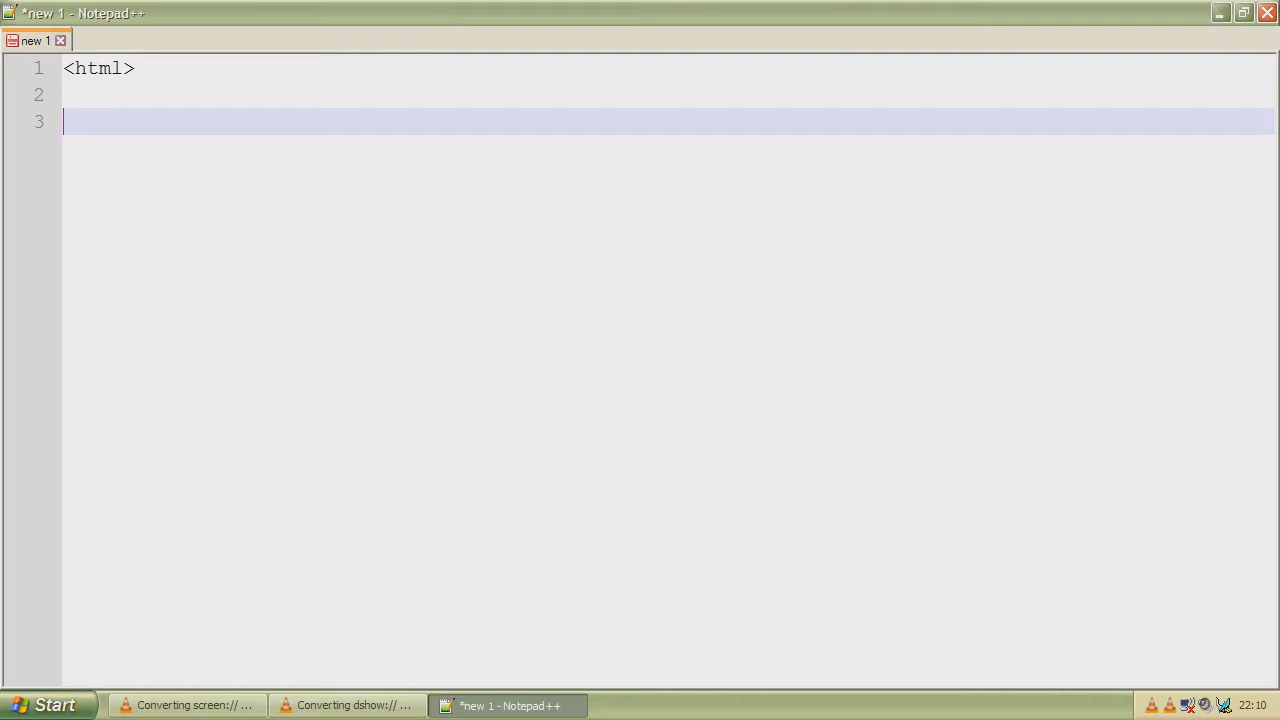 *new 1 - Notepad++
new 1
1 <html>
2
3
Start
Converting screen:// ...
Converting dshow:// ...
*new 1 - Notepad++
22:10